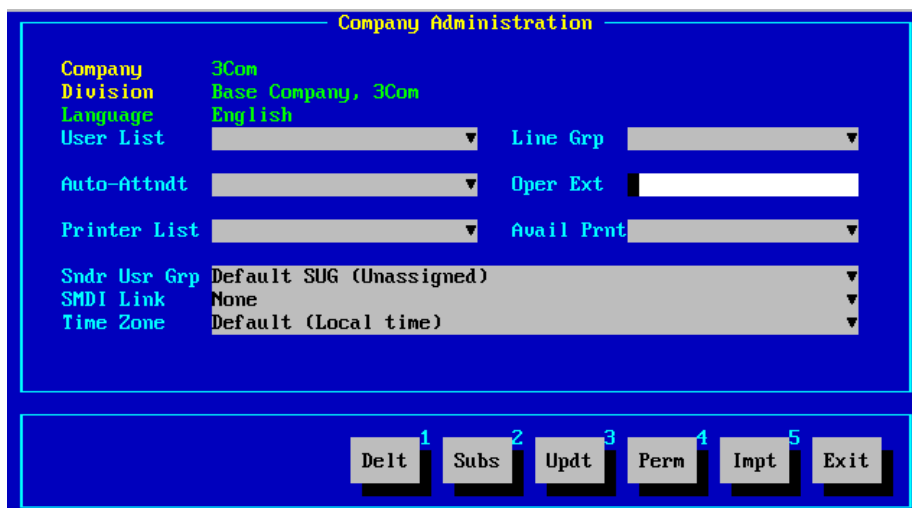 Company Administration
Company 3Com
Division Base Company, 3Com
Language English
User List Line Grp
Auto-Attndt Oper Ext
Printer List Avail Prnt
Sndr Usr Grp Default SUG (Unassigned)
SMDI Link None
Time Zone Default (Local time)
1 2 3 4 5
Delt Subs Updt Perm Impt Exit